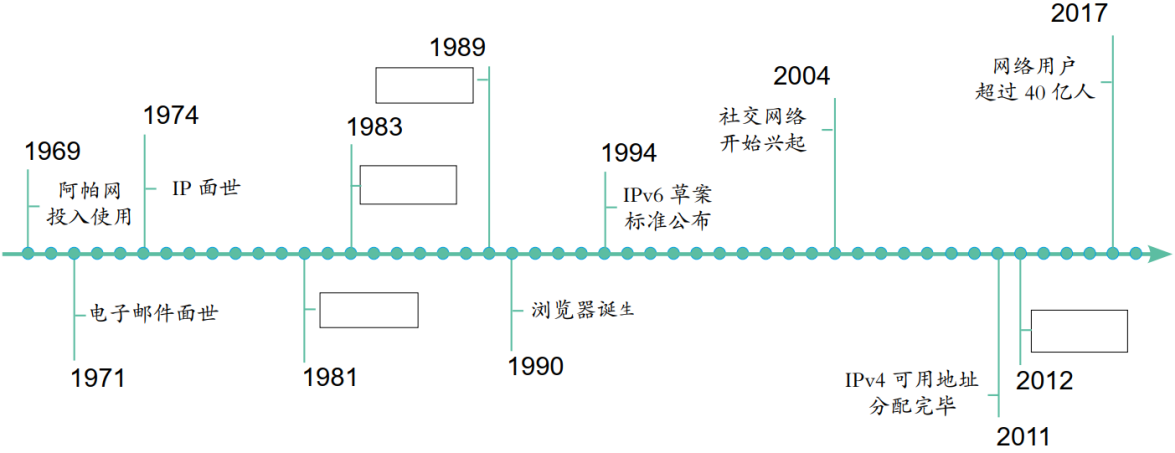 1969
阿帕网
投入使用
1971
电子邮件面世
1974
IP 面世
1981
1983
1989
1990
浏览器诞生
1994
IPv6 草案
标准公布
2004
社交网络
开始兴起
2011
IPv4 可用地址
分配完毕
2012
2017
网络用户
超过 40 亿人